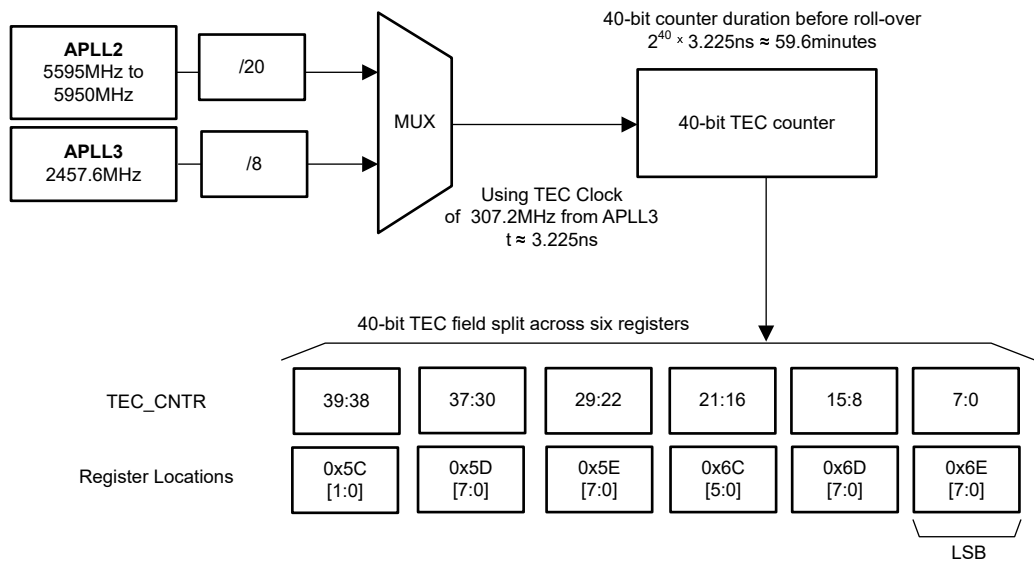 APLL2
5595MHz to
5950MHz
/20
APLL3
2457.6MHz
/8
MUX
40-bit counter duration before roll-over
2^40 x 3.225ns ≈ 59.6minutes
40-bit TEC counter
Using TEC Clock
of 307.2MHz from APLL3
t ≈ 3.225ns
40-bit TEC field split across six registers
TEC_CNTR
39:38
37:30
29:22
21:16
15:8
7:0
Register Locations
0x5C
[1:0]
0x5D
[7:0]
0x5E
[7:0]
0x6C
[5:0]
0x6D
[7:0]
0x6E
[7:0]
LSB